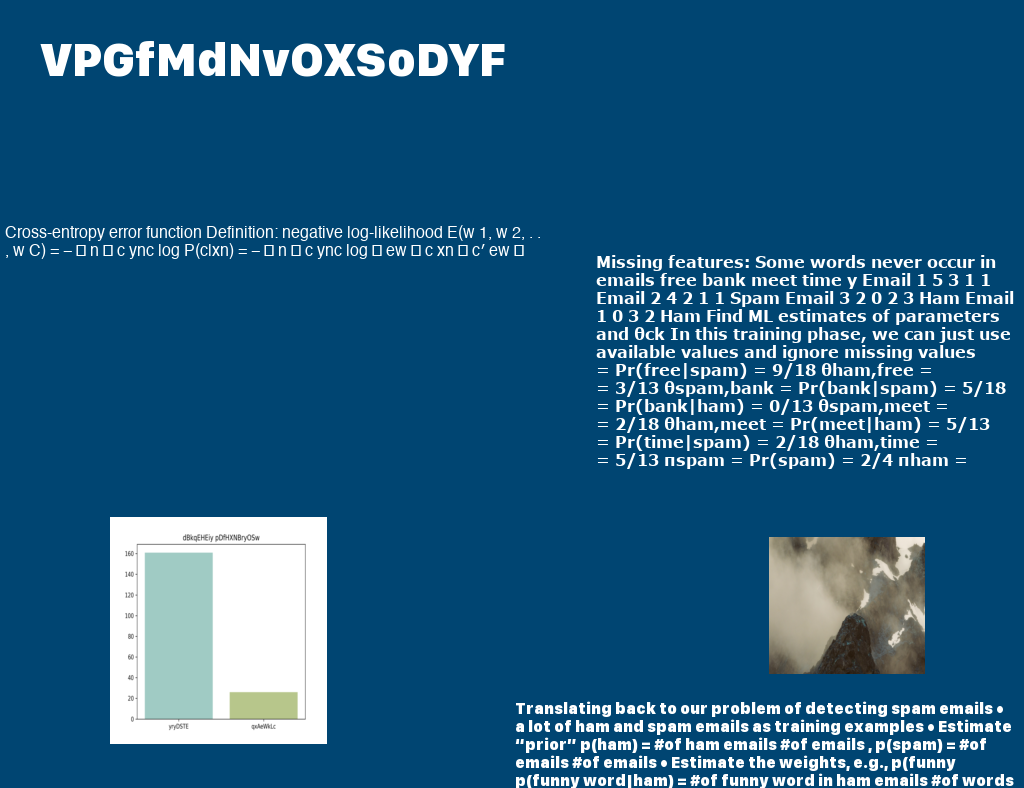 VPGfMdNvOXSoDYF
Cross-entropy error function Definition: negative log-likelihood E(w 1, w 2, . .
, w C) = – □ n □ c ync log P(c|xn) = – □ n □ c ync log □ ew □ c xn □ c′ ew □
Missing features: Some words never occur in
emails free bank meet time y Email 1 5 3 1 1
Email 2 4 2 1 1 Spam Email 3 2 0 2 3 Ham Email
1 0 3 2 Ham Find ML estimates of parameters
and θck In this training phase, we can just use
available values and ignore missing values
= Pr(free|spam) = 9/18 θham,free =
= 3/13 θspam,bank = Pr(bank|spam) = 5/18
= Pr(bank|ham) = 0/13 θspam,meet =
= 2/18 θham,meet = Pr(meet|ham) = 5/13
= Pr(time|spam) = 2/18 θham,time =
= 5/13 πspam = Pr(spam) = 2/4 πham =
dBkqEHEiy pDfHXNBryOSw
160
140
120
100
80
60
40
20
0
yryDSTE qxAeWkLc
Translating back to our problem of detecting spam emails •
a lot of ham and spam emails as training examples • Estimate
“prior” p(ham) = #of ham emails #of emails , p(spam) = #of
emails #of emails • Estimate the weights, e.g., p(funny
p(funny word|ham) = #of funny word in ham emails #of words